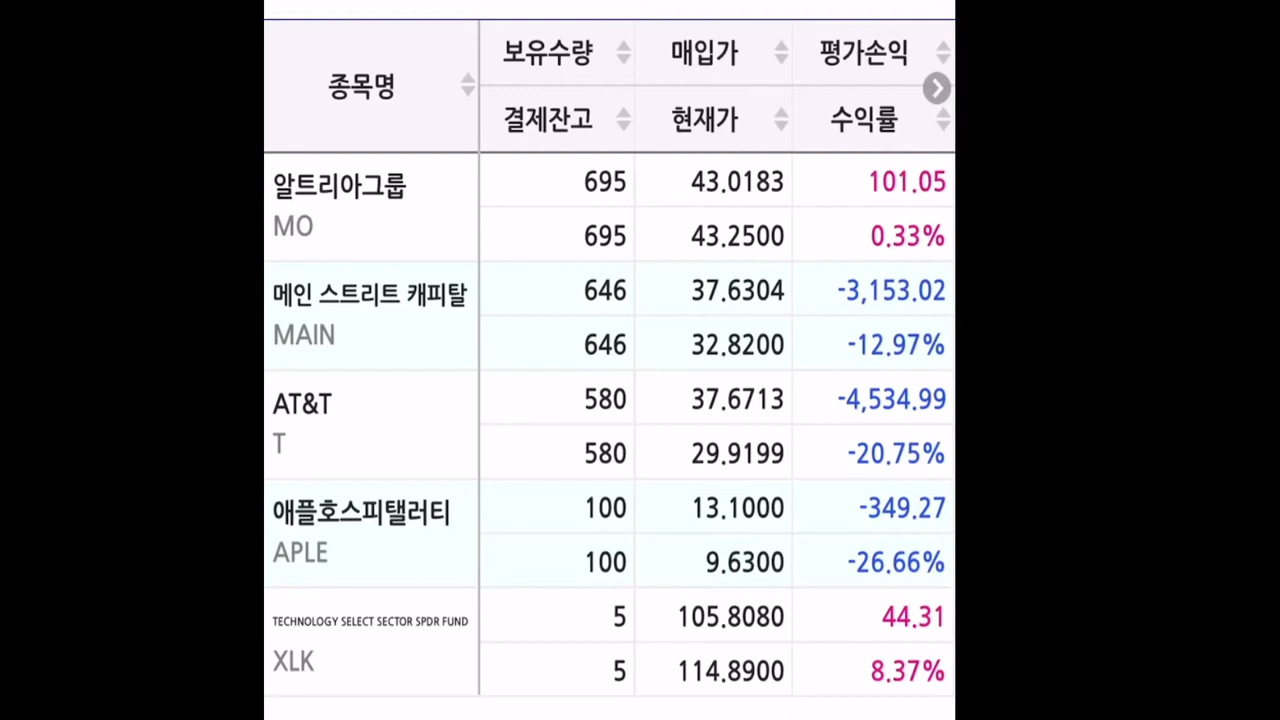 종목명 보유수량 매입가 평가손익
결제잔고 현재가 수익률
알트리아그룹 695 43.0183 101.05
MO 695 43.2500 0.33%
메인 스트리트 캐피탈 646 37.6304 -3,153.02
MAIN 646 32.8200 -12.97%
AT&T 580 37.6713 -4,534.99
T 580 29.9199 -20.75%
애플호스피탤러티 100 13.1000 -349.27
APLE 100 9.6300 -26.66%
TECHNOLOGY SELECT SECTOR SPDR FUND 5 105.8080 44.31
XLK 5 114.8900 8.37%